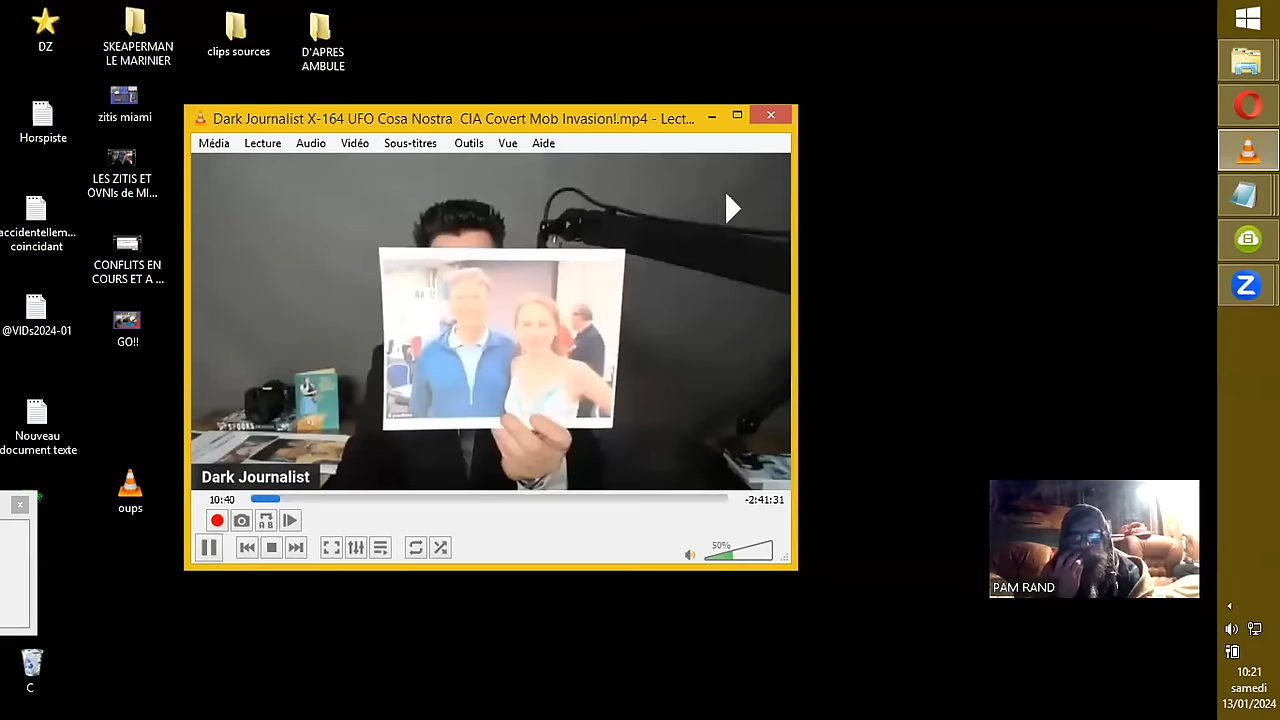 DZ
SKEAPERMAN
LE MARINIER
clips sources
D'APRES
AMBULE
Horspiste
zitis miami
LES ZITIS ET
OVNIs de MI...
accidentellem...
coincidant
CONFLITS EN
COURS ET A ...
@VIDs2024-01
GO!!
Nouveau
document texte
oups
x
C
Dark Journalist X-164 UFO Cosa Nostra CIA Covert Mob Invasion!.mp4 - Lect...
Média Lecture Audio Vidéo Sous-titres Outils Vue Aide
SPOOKS
Dark Journalist
10:40
-2:41:31
A B
50%
PAM RAND
Z
10:21
samedi
13/01/2024